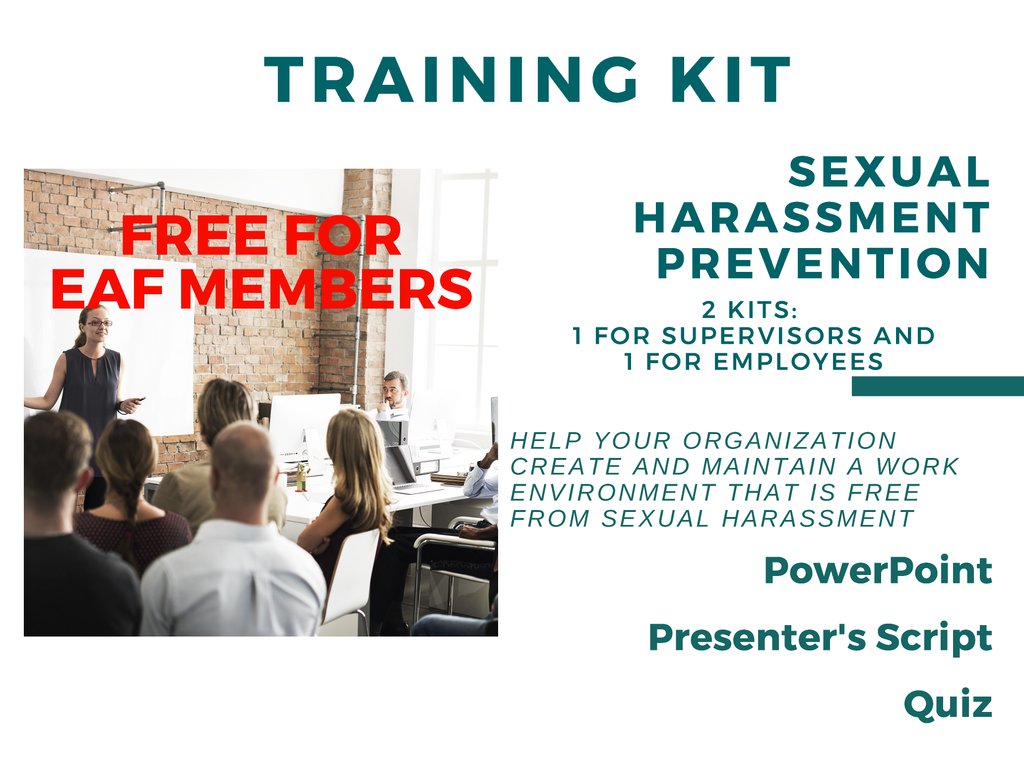 TRAINING KIT
FREE FOR
EAF MEMBERS
SEXUAL
HARASSMENT
PREVENTION
2 KITS:
1 FOR SUPERVISORS AND
1 FOR EMPLOYEES
HELP YOUR ORGANIZATION
CREATE AND MAINTAIN A WORK
ENVIRONMENT THAT IS FREE
FROM SEXUAL HARASSMENT
PowerPoint
Presenter's Script
Quiz